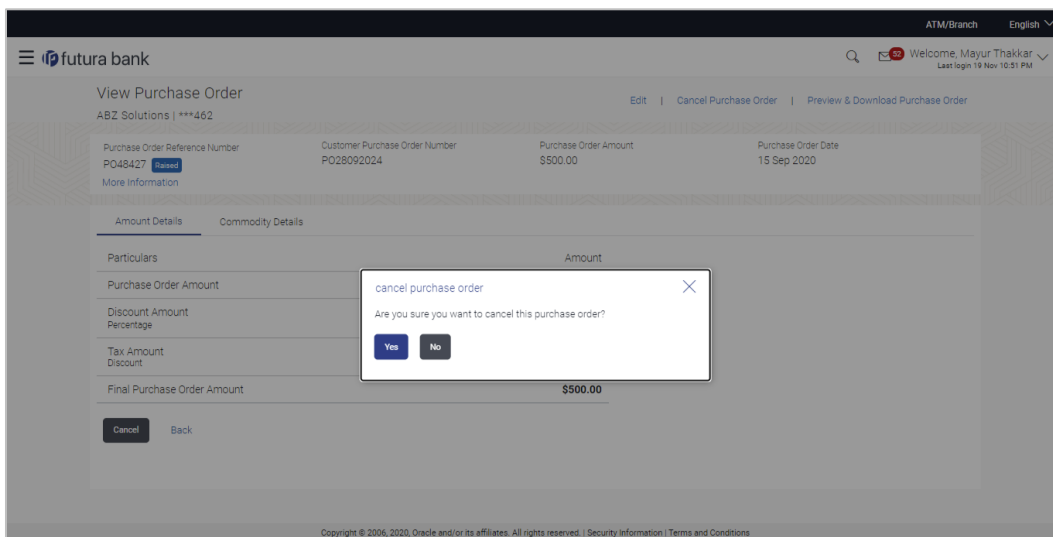 ATM/Branch English
futura bank
52 Welcome, Mayur Thakkar
Last login 19 Nov 10:51 PM
View Purchase Order
ABZ Solutions | ***462
Edit | Cancel Purchase Order | Preview & Download Purchase Order
Purchase Order Reference Number
PO48427 Raised
More Information
Customer Purchase Order Number
PO28092024
Purchase Order Amount
$500.00
Purchase Order Date
15 Sep 2020
Amount Details Commodity Details
Particulars Amount
Purchase Order Amount
Discount Amount
Percentage
Tax Amount
Discount
Final Purchase Order Amount $500.00
cancel purchase order
Are you sure you want to cancel this purchase order?
Yes No
Cancel Back
Copyright © 2006, 2020, Oracle and/or its affiliates. All rights reserved. | Security Information | Terms and Conditions